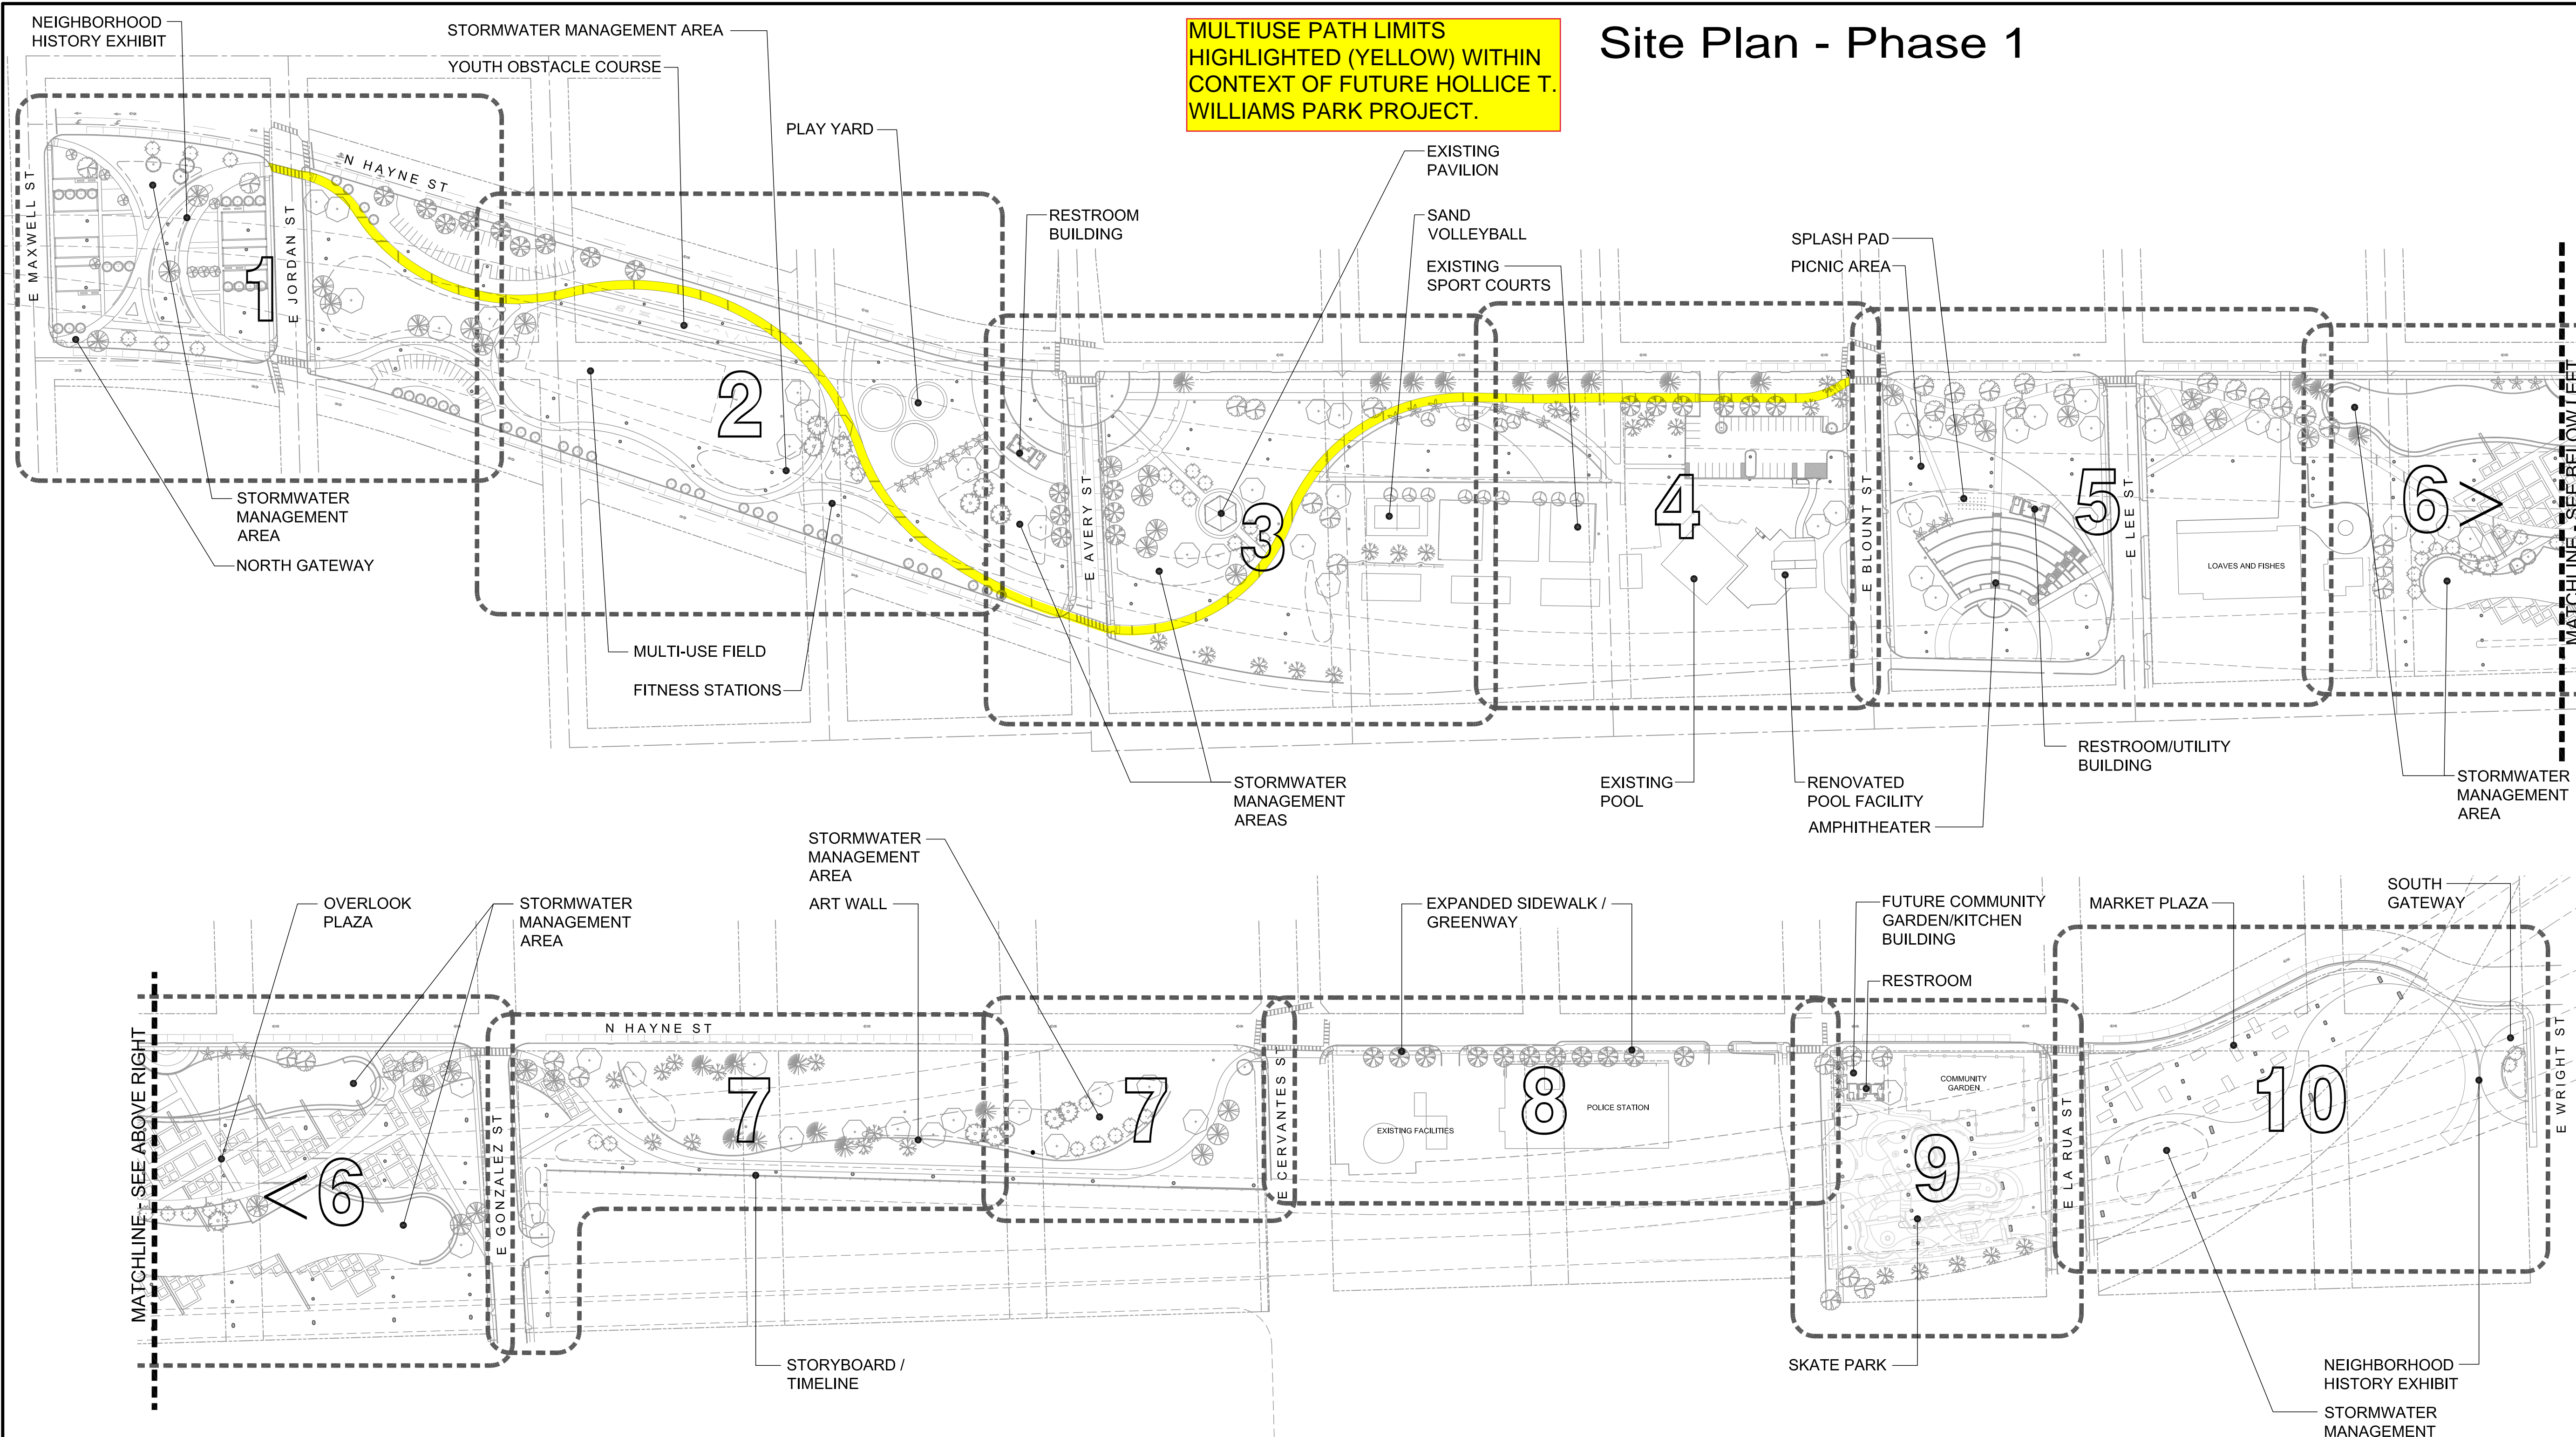 Site Plan - Phase 1
MULTIUSE PATH LIMITS
HIGHLIGHTED (YELLOW) WITHIN
CONTEXT OF FUTURE HOLLICE T.
WILLIAMS PARK PROJECT.
NEIGHBORHOOD
HISTORY EXHIBIT
STORMWATER MANAGEMENT AREA
YOUTH OBSTACLE COURSE
PLAY YARD
EXISTING
PAVILION
RESTROOM
BUILDING
SAND
VOLLEYBALL
EXISTING
SPORT COURTS
SPLASH PAD
PICNIC AREA
N HAYNE ST
E MAXWELL ST
E JORDAN ST
E AVERY ST
E BLOUNT ST
E LEE ST
1
2
3
4
5
6 >
LOAVES AND FISHES
MATCHLINE - SEE BELOW LEFT
STORMWATER
MANAGEMENT
AREA
NORTH GATEWAY
MULTI-USE FIELD
FITNESS STATIONS
STORMWATER
MANAGEMENT
AREAS
EXISTING
POOL
RENOVATED
POOL FACILITY
AMPHITHEATER
RESTROOM/UTILITY
BUILDING
STORMWATER
MANAGEMENT
AREA
OVERLOOK
PLAZA
STORMWATER
MANAGEMENT
AREA
STORMWATER
MANAGEMENT
AREA
ART WALL
EXPANDED SIDEWALK /
GREENWAY
FUTURE COMMUNITY
GARDEN/KITCHEN
BUILDING
RESTROOM
MARKET PLAZA
SOUTH
GATEWAY
MATCHLINE - SEE ABOVE RIGHT
N HAYNE ST
E GONZALEZ ST
E CERVANTES ST
E LA RUA ST
E WRIGHT ST
< 6
7
7
8
9
10
EXISTING FACILITIES
POLICE STATION
COMMUNITY
GARDEN
STORYBOARD /
TIMELINE
SKATE PARK
NEIGHBORHOOD
HISTORY EXHIBIT
STORMWATER
MANAGEMENT